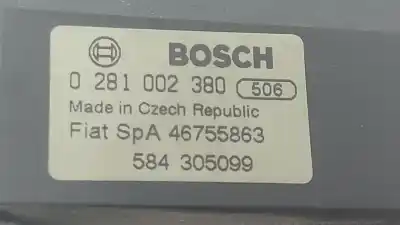 BOSCH
0 281 002 380 506
Made in Czech Republic
Fiat SpA 46755863
584 305099